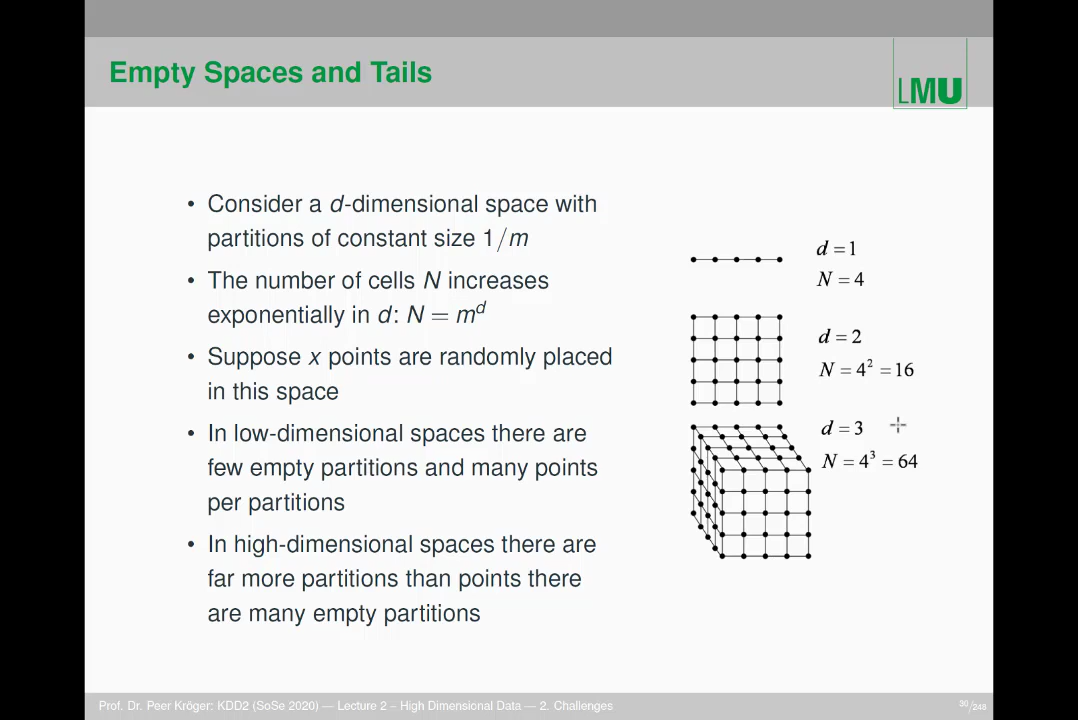 Empty Spaces and Tails
LMU
• Consider a d-dimensional space with
partitions of constant size 1/m
• The number of cells N increases
exponentially in d: N = m^d
• Suppose x points are randomly placed
in this space
• In low-dimensional spaces there are
few empty partitions and many points
per partitions
• In high-dimensional spaces there are
far more partitions than points there
are many empty partitions
d = 1
N = 4
d = 2
N = 4² = 16
d = 3
N = 4³ = 64
Prof. Dr. Peer Kröger: KDD2 (SoSe 2020) — Lecture 2 – High Dimensional Data — 2. Challenges
30/248